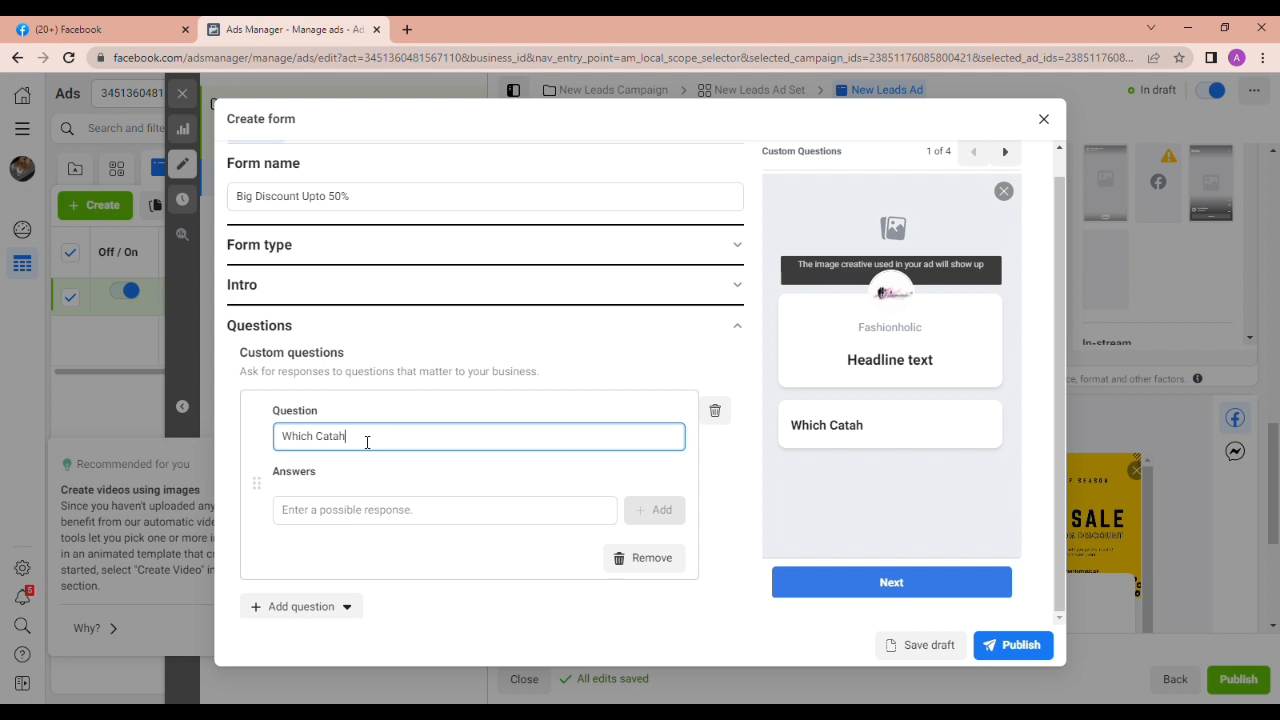 (20+) Facebook
Ads Manager - Manage ads - Ad
facebook.com/adsmanager/manage/ads/edit?act=345136048156711​0&business_id&nav_entry_point=am_local_scope_selector&selected_campaign_ids=23851176085800421&selected_ad_ids=2385117608...
A
Ads
3451360481
New Leads Campaign
New Leads Ad Set
New Leads Ad
In draft
Search and filte
Create form
Custom Questions
1 of 4
Form name
Big Discount Upto 50%
+ Create
Off / On
Form type
The image creative used in your ad will show up
Intro
Fashionholic
Questions
Headline text
In-stream
Custom questions
Ask for responses to questions that matter to your business.
ce, format and other factors.
Question
Which Catah
Which Catah
Answers
Recommended for you
Create videos using images
Since you haven't uploaded any
benefit from our automatic vide
tools let you pick one or more i
in an animated template that c
started, select "Create Video" in
section.
Enter a possible response.
+ Add
Remove
SALE
Next
5
+ Add question
Why?
Save draft
Publish
Close
All edits saved
Back
Publish